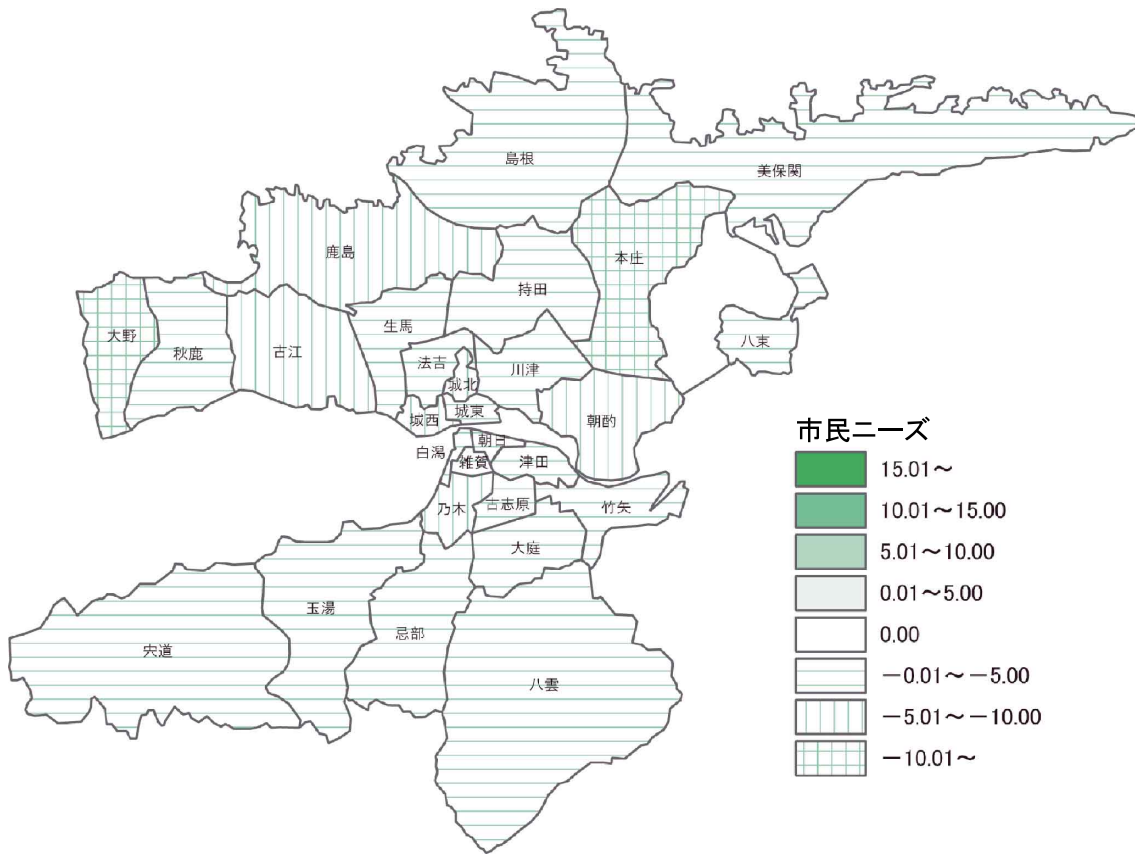 島根
美保関
鹿島
本庄
持田
大野
秋鹿
古江
生馬
八束
法吉
川津
城北
城西
城東
朝酌
白潟
朝日
雑賀
津田
乃木
古志原
竹矢
大庭
玉湯
忌部
宍道
八雲
市民ニーズ
15.01～
10.01～15.00
5.01～10.00
0.01～5.00
0.00
－0.01～－5.00
－5.01～－10.00
－10.01～